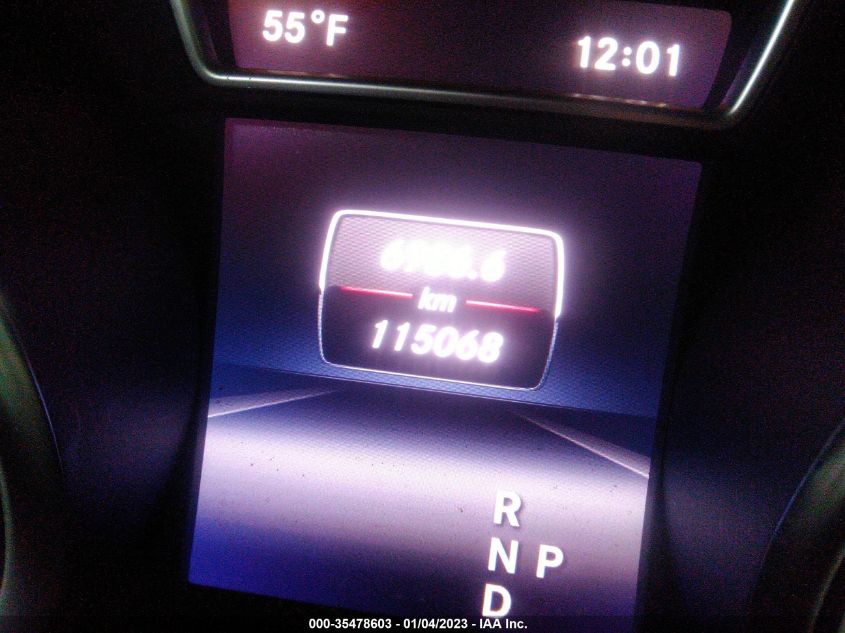 55°F
12:01
km
115068
R
N P
D
000-35478603 - 01/04/2023 - IAA Inc.